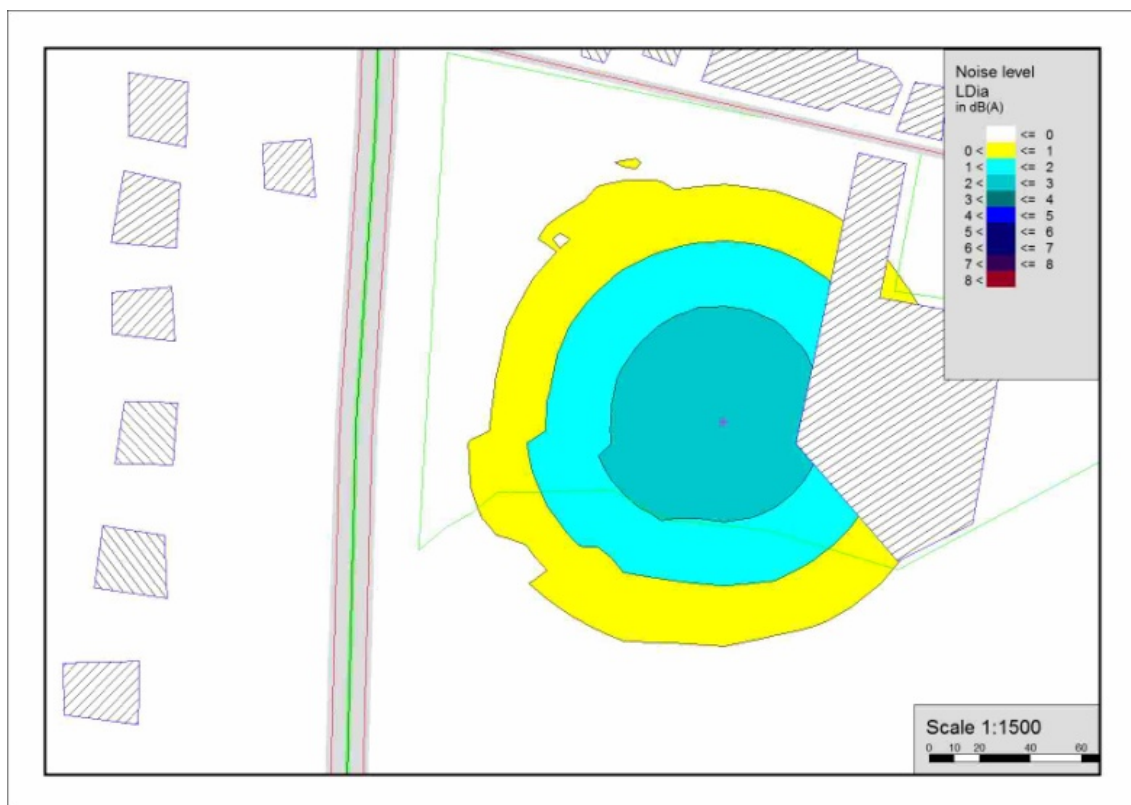 Noise level
LDia
in dB(A)
<= 0
0 < <= 1
1 < <= 2
2 < <= 3
3 < <= 4
4 < <= 5
5 < <= 6
6 < <= 7
7 < <= 8
8 <
Scale 1:1500
0 10 20 40 60